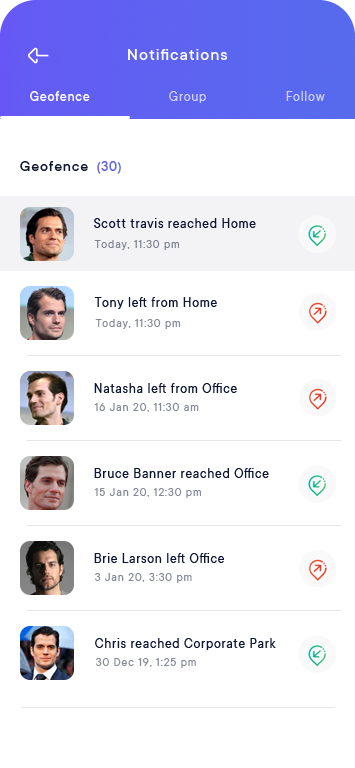 Notifications
Geofence Group Follow
Geofence (30)
Scott travis reached Home
Today, 11:30 pm
Tony left from Home
Today, 11:30 pm
Natasha left from Office
16 Jan 20, 11:30 am
Bruce Banner reached Office
15 Jan 20, 12:30 pm
Brie Larson left Office
3 Jan 20, 3:30 pm
Chris reached Corporate Park
30 Dec 19, 1:25 pm